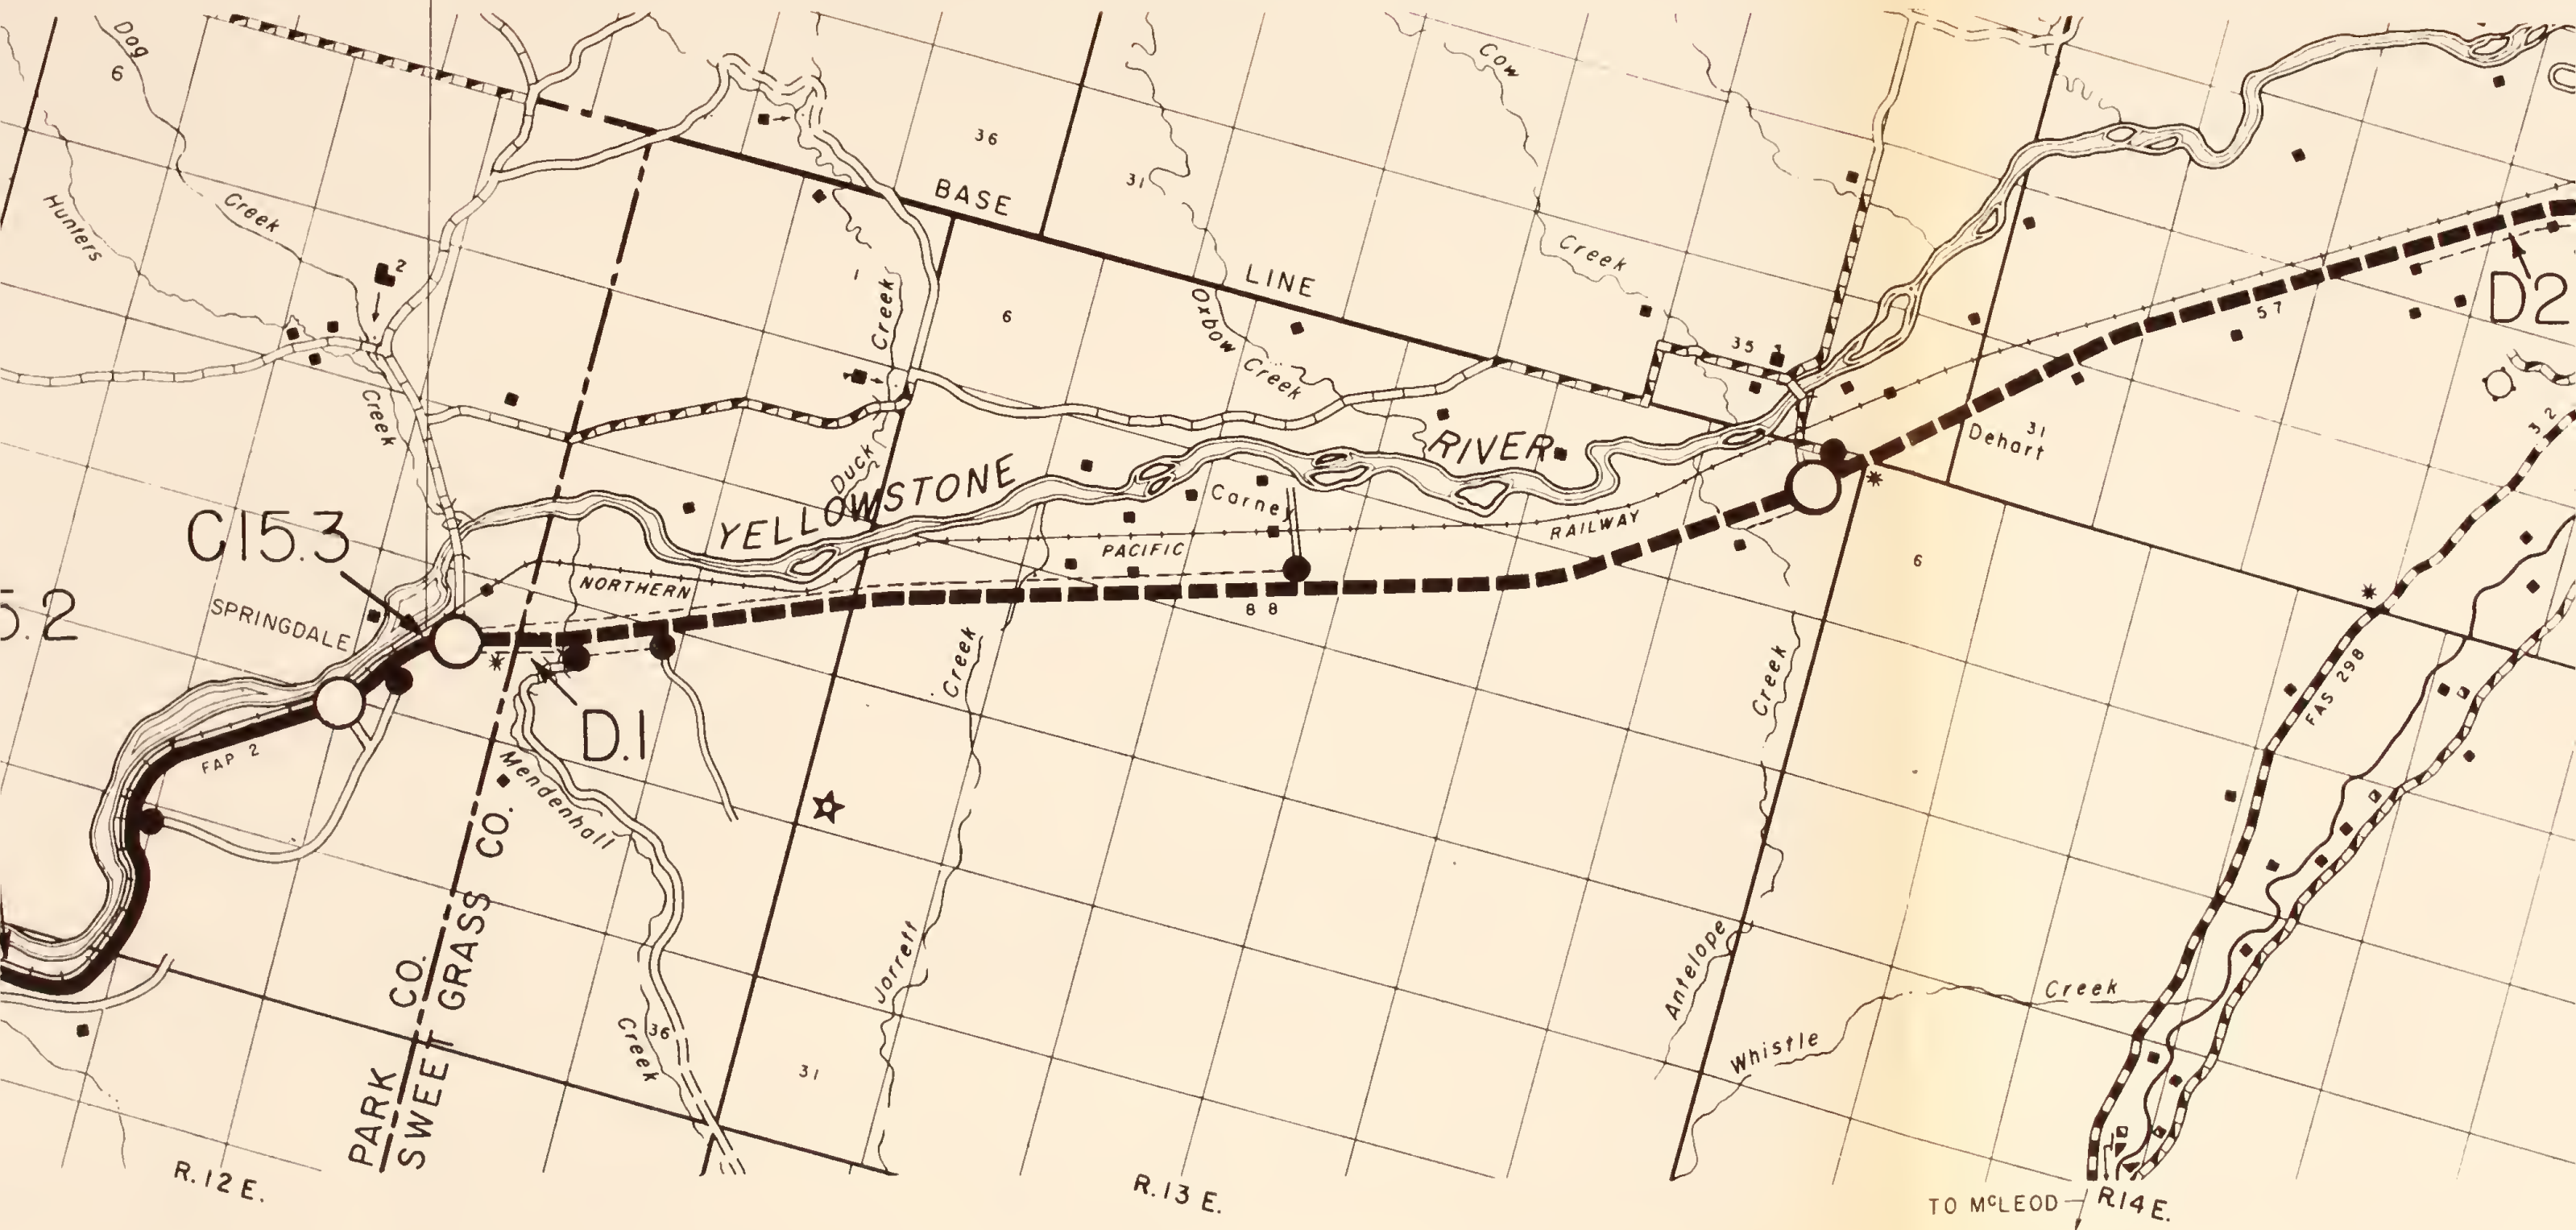 Dog
6
Creek
Hunters
2
Creek
36
31
BASE
LINE
Cow
Creek
1
Creek
6
Oxbow
Creek
35
D2
57
31
Dehart
32
RIVER
YELLOWSTONE
Duck
Carney
C15.3
5.2
SPRINGDALE
NORTHERN
PACIFIC
RAILWAY
88
6
FAS 298
D.1
FAP 2
Mendenhall
Creek
Creek
Creek
Jarrett
Antelope
Whistle
Creek
36
31
PARK CO.
SWEET GRASS CO.
R.12 E.
R.13 E.
TO McLEOD
R.14 E.